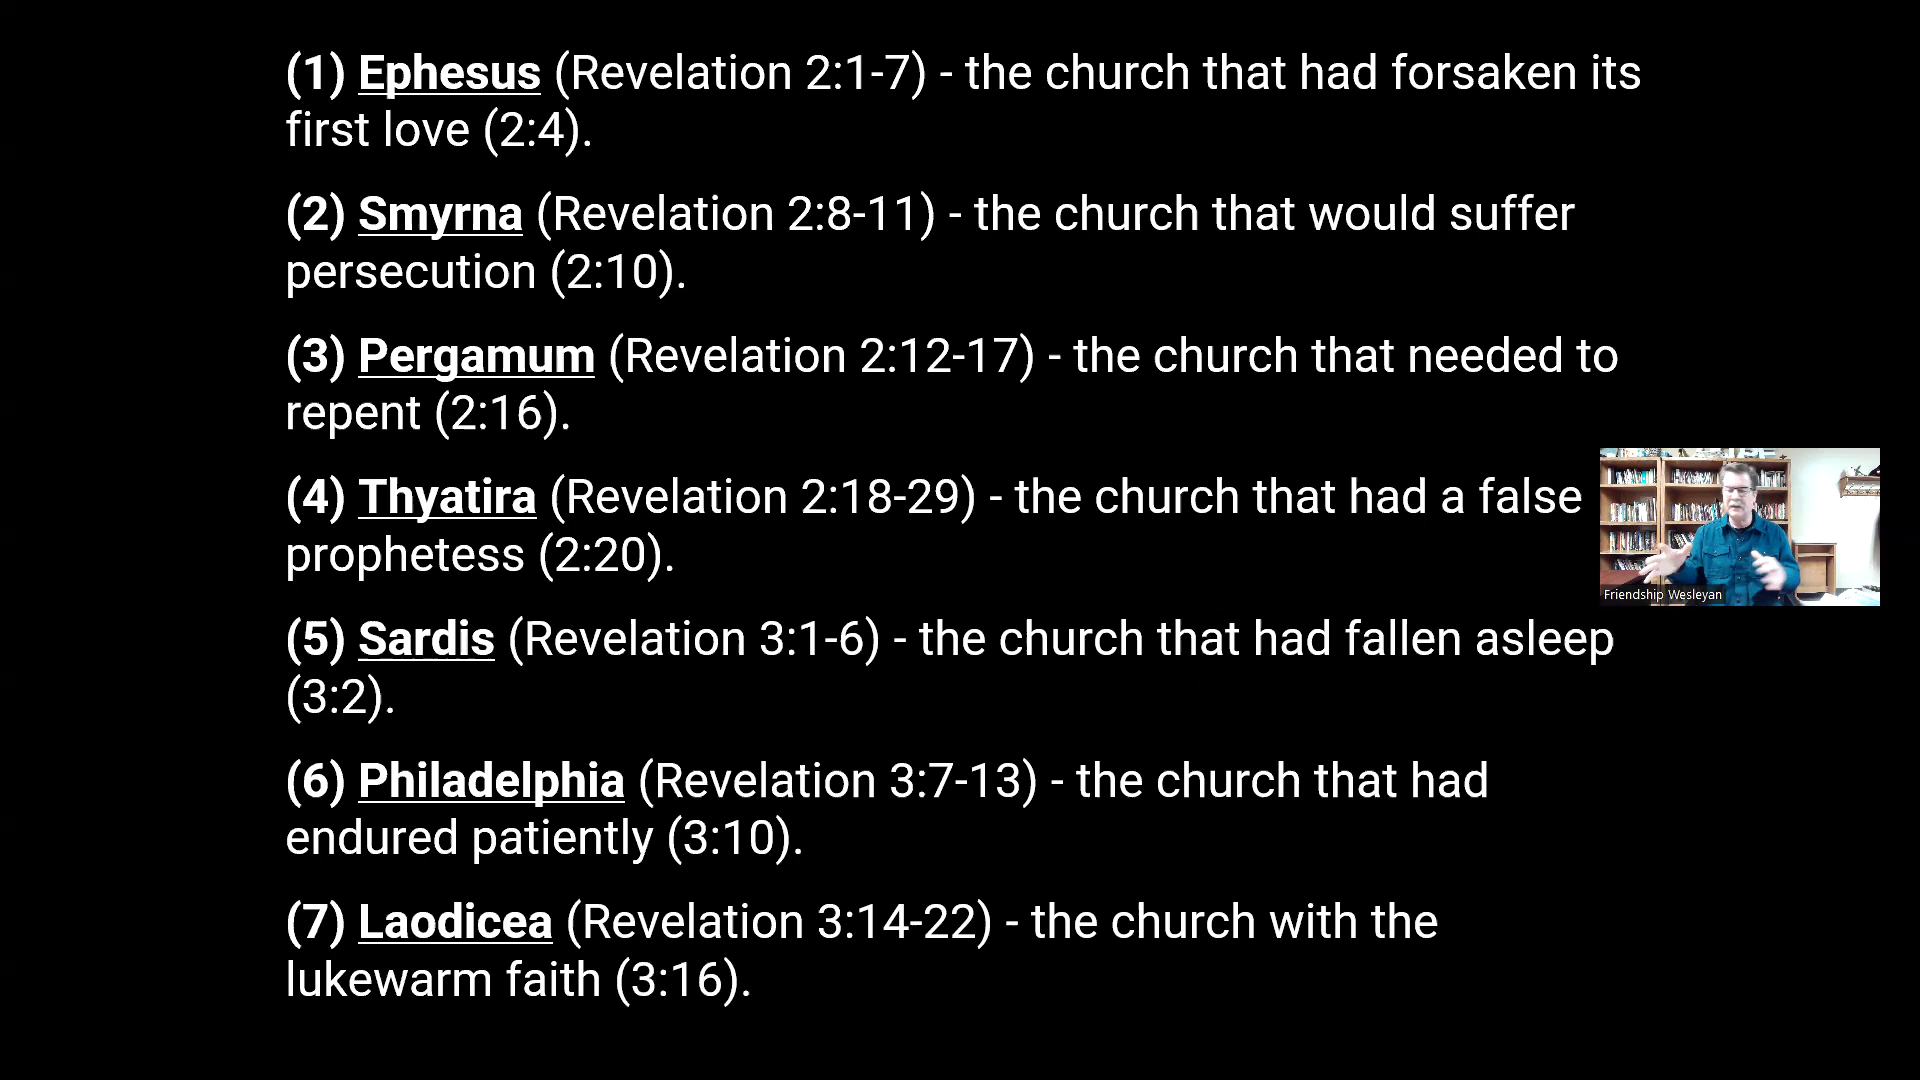 (1) Ephesus (Revelation 2:1-7) - the church that had forsaken its
first love (2:4).
(2) Smyrna (Revelation 2:8-11) - the church that would suffer
persecution (2:10).
(3) Pergamum (Revelation 2:12-17) - the church that needed to
repent (2:16).
(4) Thyatira (Revelation 2:18-29) - the church that had a false
prophetess (2:20).
Friendship Wesleyan
(5) Sardis (Revelation 3:1-6) - the church that had fallen asleep
(3:2).
(6) Philadelphia (Revelation 3:7-13) - the church that had
endured patiently (3:10).
(7) Laodicea (Revelation 3:14-22) - the church with the
lukewarm faith (3:16).